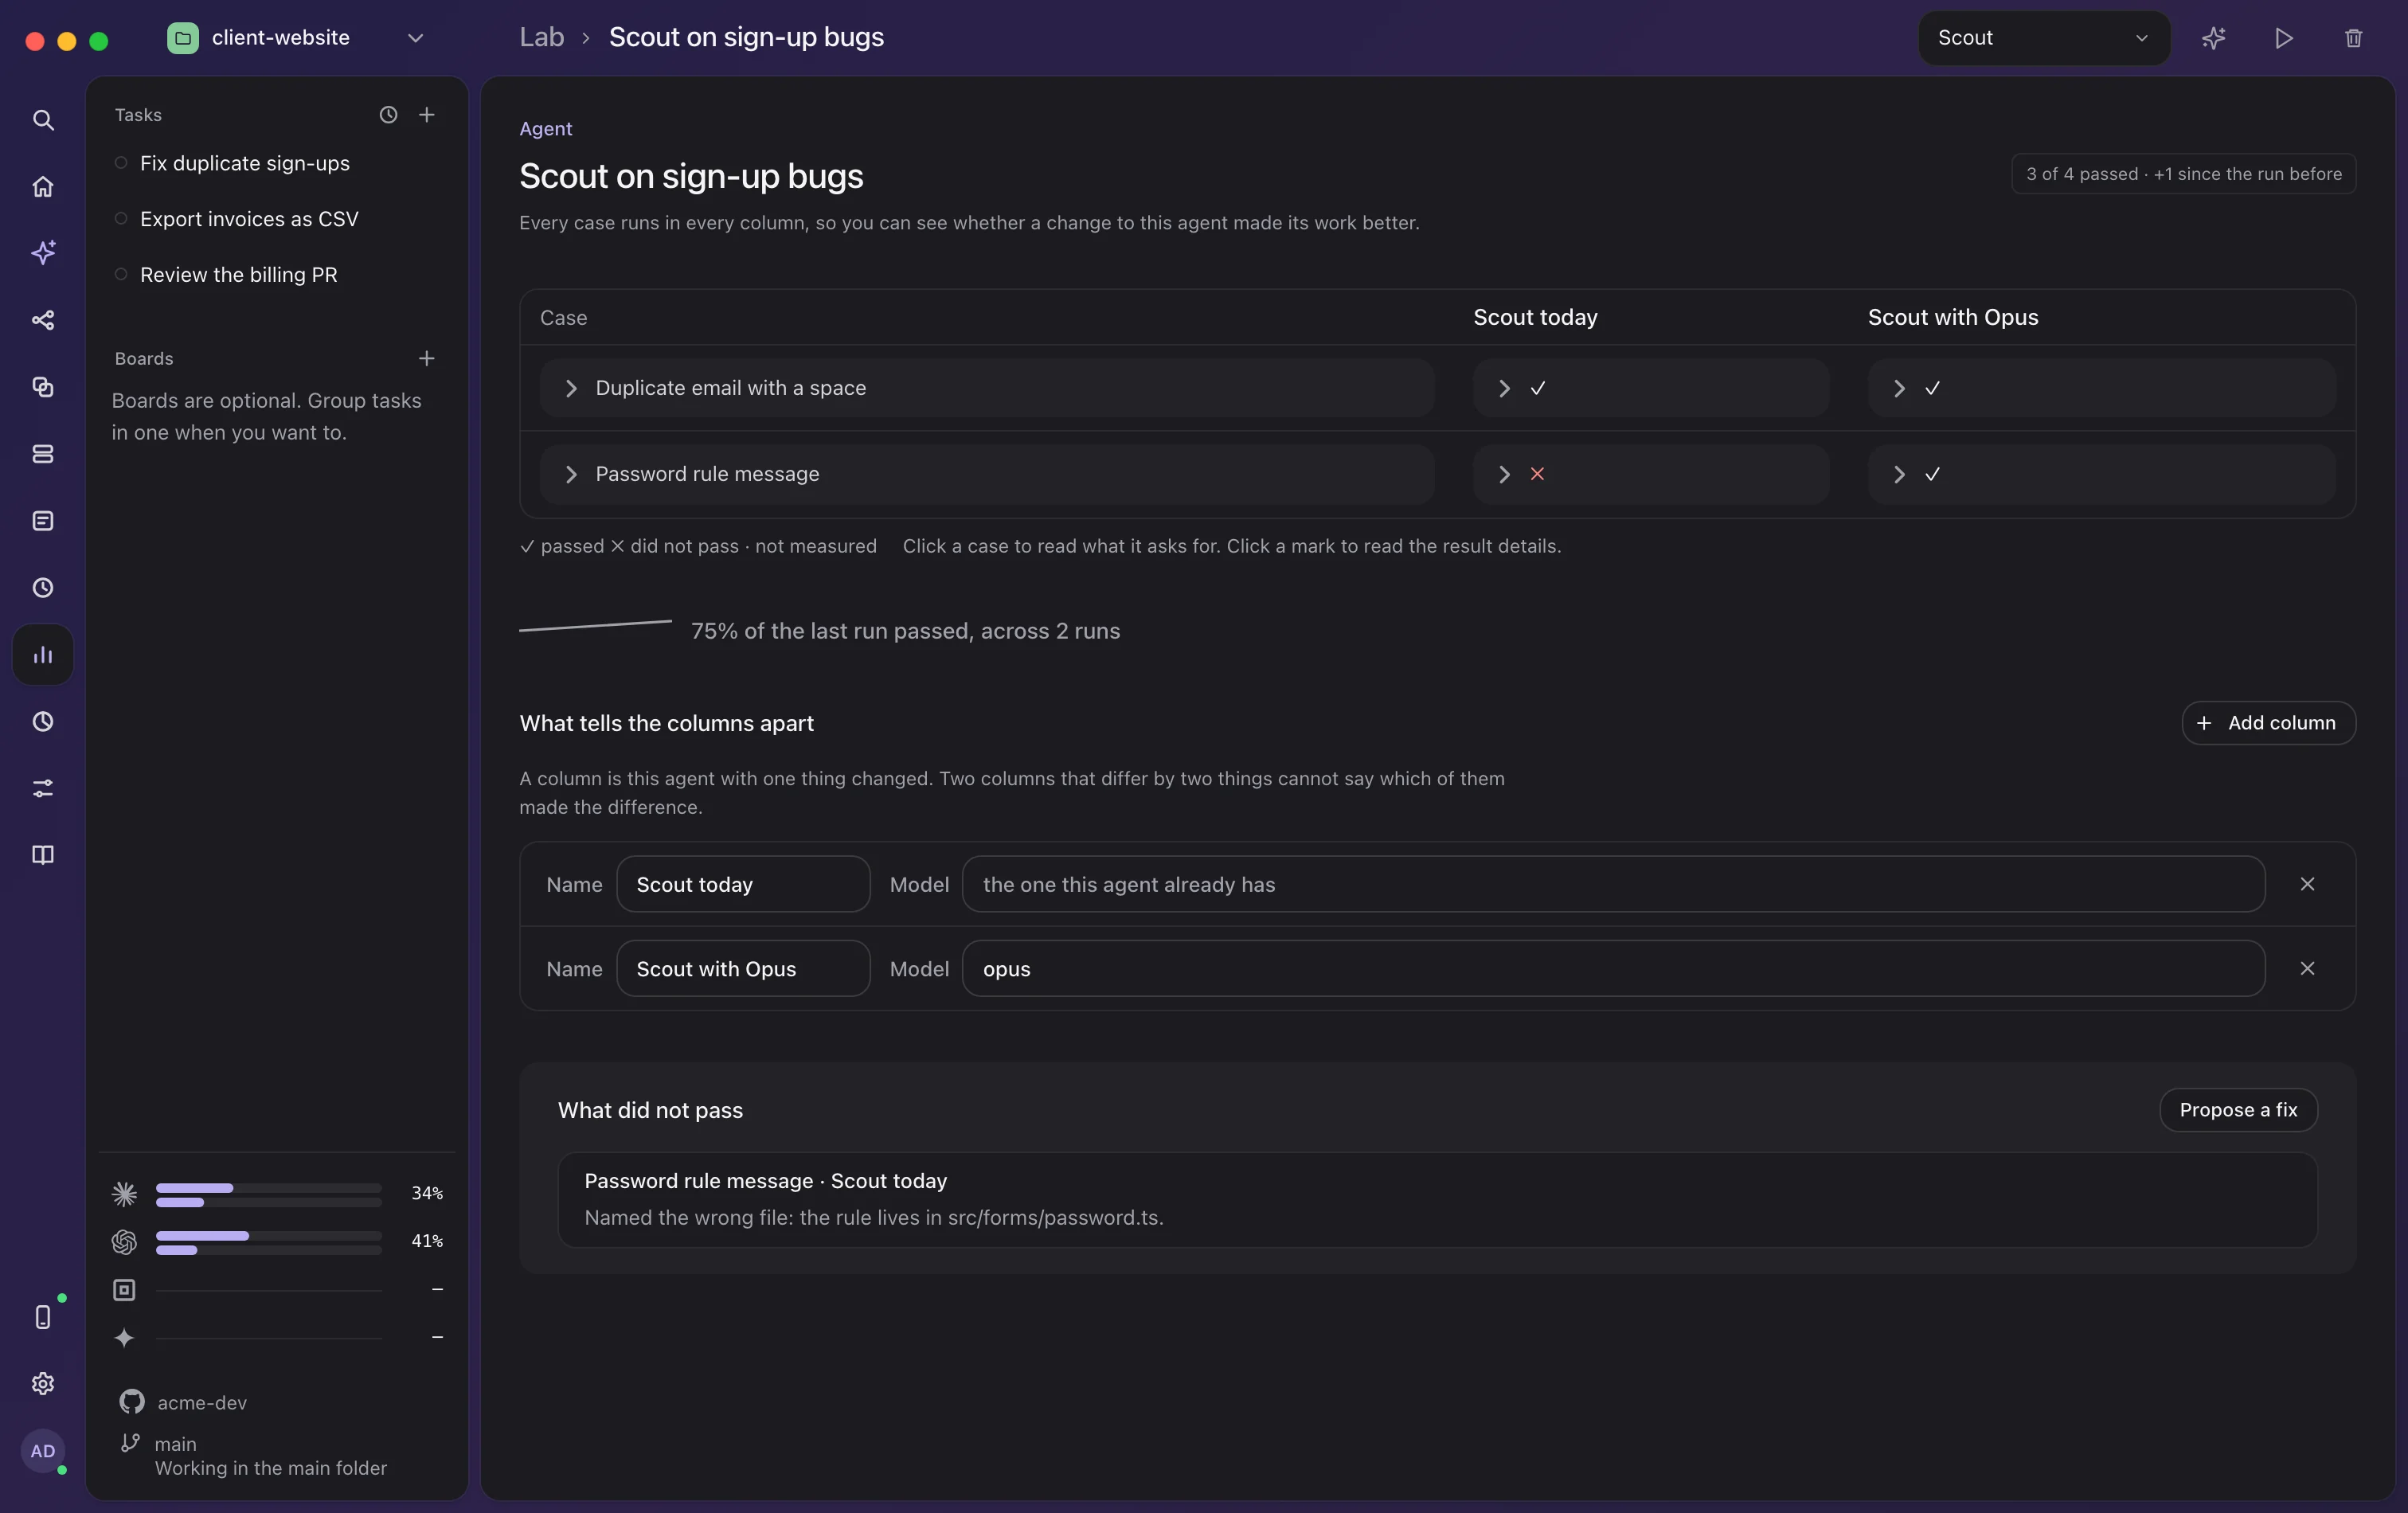 client-website
Lab › Scout on sign-up bugs
Scout
Tasks
Fix duplicate sign-ups
Export invoices as CSV
Review the billing PR
Boards
Boards are optional. Group tasks
in one when you want to.
34%
41%
–
–
acme-dev
main
Working in the main folder
AD
Agent
Scout on sign-up bugs
3 of 4 passed · +1 since the run before
Every case runs in every column, so you can see whether a change to this agent made its work better.
Case Scout today Scout with Opus
Duplicate email with a space ✓ ✓
Password rule message ✕ ✓
✓ passed ✕ did not pass · not measured Click a case to read what it asks for. Click a mark to read the result details.
75% of the last run passed, across 2 runs
What tells the columns apart
+ Add column
A column is this agent with one thing changed. Two columns that differ by two things cannot say which of them
made the difference.
Name Scout today Model the one this agent already has
Name Scout with Opus Model opus
What did not pass
Propose a fix
Password rule message · Scout today
Named the wrong file: the rule lives in src/forms/password.ts.